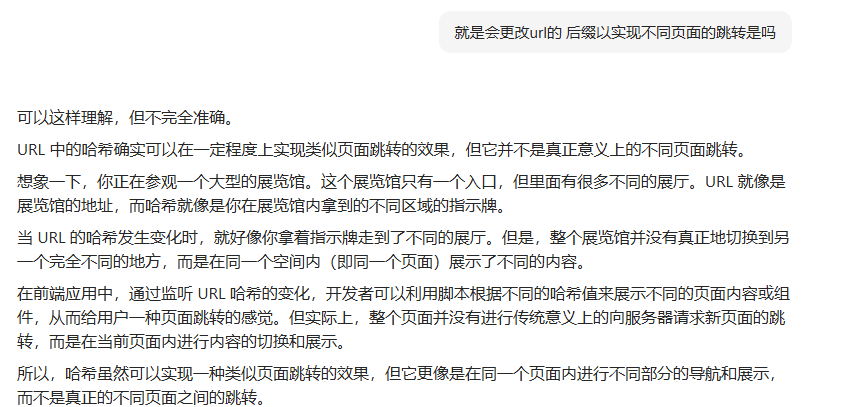 就是会更改url的 后缀以实现不同页面的跳转是吗
可以这样理解，但不完全准确。
URL 中的哈希确实可以在一定程度上实现类似页面跳转的效果，但它并不是真正意义上的不同页面跳转。
想象一下，你正在参观一个大型的展览馆。这个展览馆只有一个入口，但里面有很多不同的展厅。URL 就像是
展览馆的地址，而哈希就像是你在展览馆内拿到的不同区域的指示牌。
当 URL 的哈希发生变化时，就好像你拿着指示牌走到了不同的展厅。但是，整个展览馆并没有真正地切换到另
一个完全不同的地方，而是在同一个空间内（即同一个页面）展示了不同的内容。
在前端应用中，通过监听 URL 哈希的变化，开发者可以利用脚本根据不同的哈希值来展示不同的页面内容或组
件，从而给用户一种页面跳转的感觉。但实际上，整个页面并没有进行传统意义上的向服务器请求新页面的跳
转，而是在当前页面内进行内容的切换和展示。
所以，哈希虽然可以实现一种类似页面跳转的效果，但它更像是在同一个页面内进行不同部分的导航和展示，
而不是真正的不同页面之间的跳转。